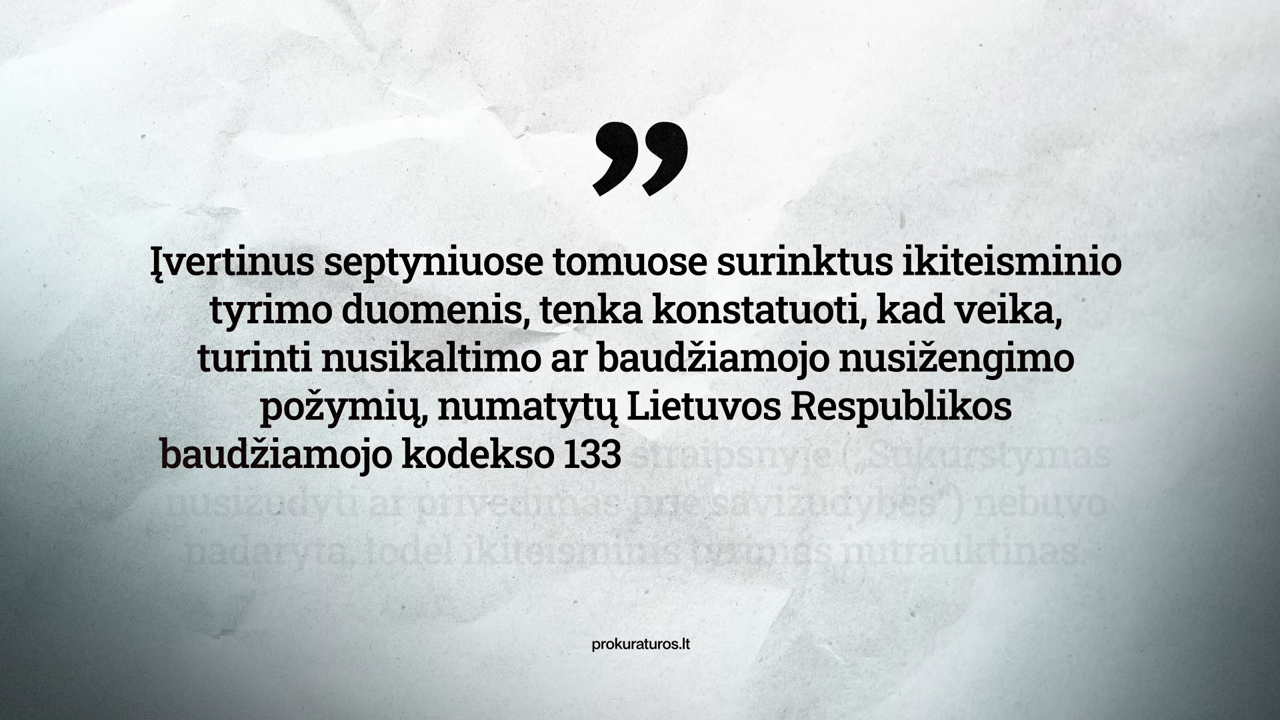 ”
Įvertinus septyniuose tomuose surinktus ikiteisminio
tyrimo duomenis, tenka konstatuoti, kad veika,
turinti nusikaltimo ar baudžiamojo nusižengimo
požymių, numatytų Lietuvos Respublikos
baudžiamojo kodekso 133 straipsnyje („Sukurstymas
nusižudyti ar privedimas prie savižudybės“) nebuvo
padaryta, todėl ikiteisminis tyrimas nutrauktinas.
prokuraturos.lt